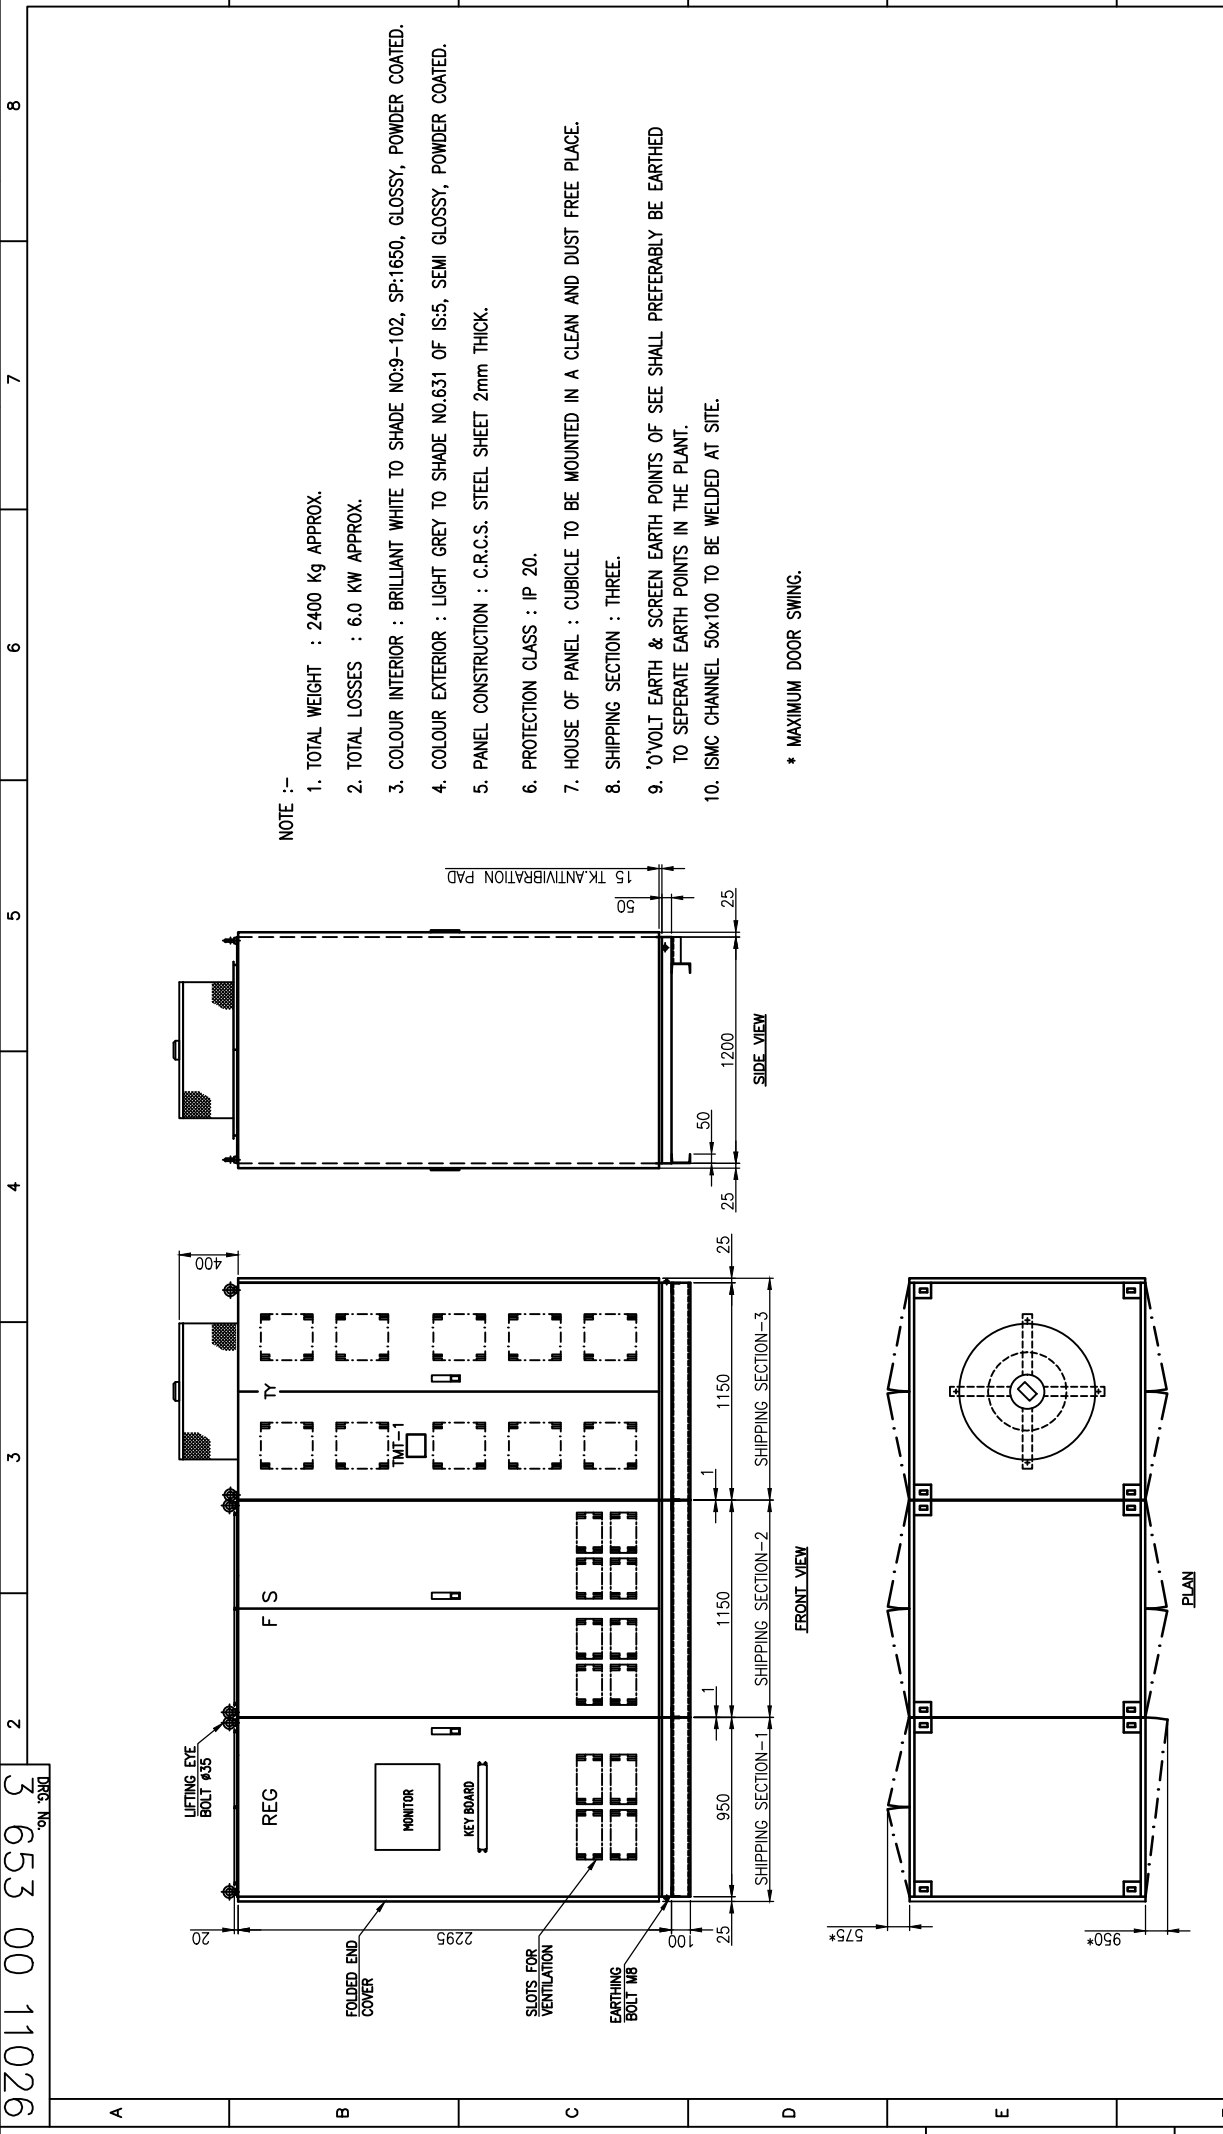 DRG. No.
3 653 00 11026
2
3
4
5
6
7
8
A
B
C
D
E
LIFTING EYE
BOLT ø35
FOLDED END
COVER
SLOTS FOR
VENTILATION
EARTHING
BOLT M8
REG
MONITOR
KEY BOARD
F S
TY
TMT-1
400
20
2295
100
25
950
1
1150
1
1150
25
SHIPPING SECTION-1
SHIPPING SECTION-2
SHIPPING SECTION-3
FRONT VIEW
15 TK.ANTIVIBRATION PAD
50
25
50
1200
25
SIDE VIEW
575*
950*
PLAN
NOTE :-
1. TOTAL WEIGHT : 2400 Kg APPROX.
2. TOTAL LOSSES : 6.0 KW APPROX.
3. COLOUR INTERIOR : BRILLIANT WHITE TO SHADE NO:9-102, SP:1650, GLOSSY, POWDER COATED.
4. COLOUR EXTERIOR : LIGHT GREY TO SHADE NO.631 OF IS:5, SEMI GLOSSY, POWDER COATED.
5. PANEL CONSTRUCTION : C.R.C.S. STEEL SHEET 2mm THICK.
6. PROTECTION CLASS : IP 20.
7. HOUSE OF PANEL : CUBICLE TO BE MOUNTED IN A CLEAN AND DUST FREE PLACE.
8. SHIPPING SECTION : THREE.
9. 'O'VOLT EARTH & SCREEN EARTH POINTS OF SEE SHALL PREFERABLY BE EARTHED
TO SEPERATE EARTH POINTS IN THE PLANT.
10. ISMC CHANNEL 50x100 TO BE WELDED AT SITE.
* MAXIMUM DOOR SWING.